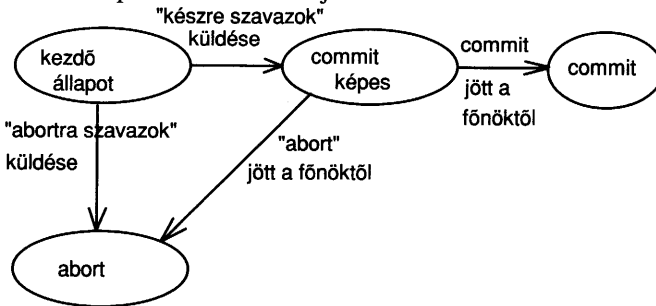 "készre szavazok"
küldése
kezdő
állapot
commit
képes
commit
jött a
főnöktől
commit
"abortra szavazok"
küldése
"abort"
jött a főnöktől
abort